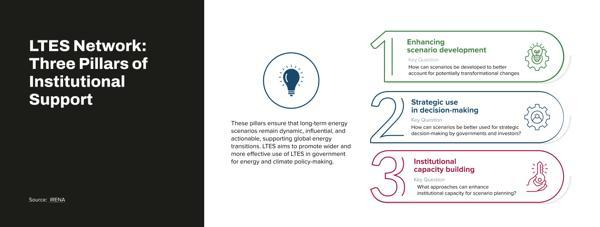 LTES Network:
Three Pillars of
Institutional
Support
Source: IRENA
These pillars ensure that long-term energy
scenarios remain dynamic, influential, and
actionable, supporting global energy
transitions. LTES aims to promote wider and
more effective use of LTES in government
for energy and climate policy-making.
1
Enhancing
scenario development
Key Question
How can scenarios be developed to better
account for potentially transformational changes
2
Strategic use
in decision-making
Key Question
How can scenarios be better used for strategic
decision-making by governments and investors?
3
Institutional
capacity building
Key Question
What approaches can enhance
institutional capacity for scenario planning?